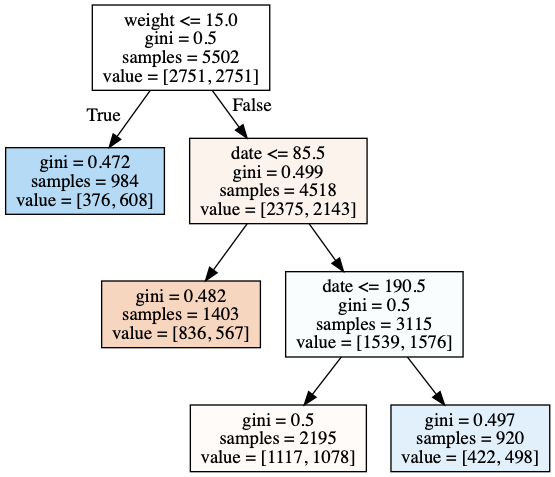 weight <= 15.0
gini = 0.5
samples = 5502
value = [2751, 2751]
True
False
gini = 0.472
samples = 984
value = [376, 608]
date <= 85.5
gini = 0.499
samples = 4518
value = [2375, 2143]
gini = 0.482
samples = 1403
value = [836, 567]
date <= 190.5
gini = 0.5
samples = 3115
value = [1539, 1576]
gini = 0.5
samples = 2195
value = [1117, 1078]
gini = 0.497
samples = 920
value = [422, 498]